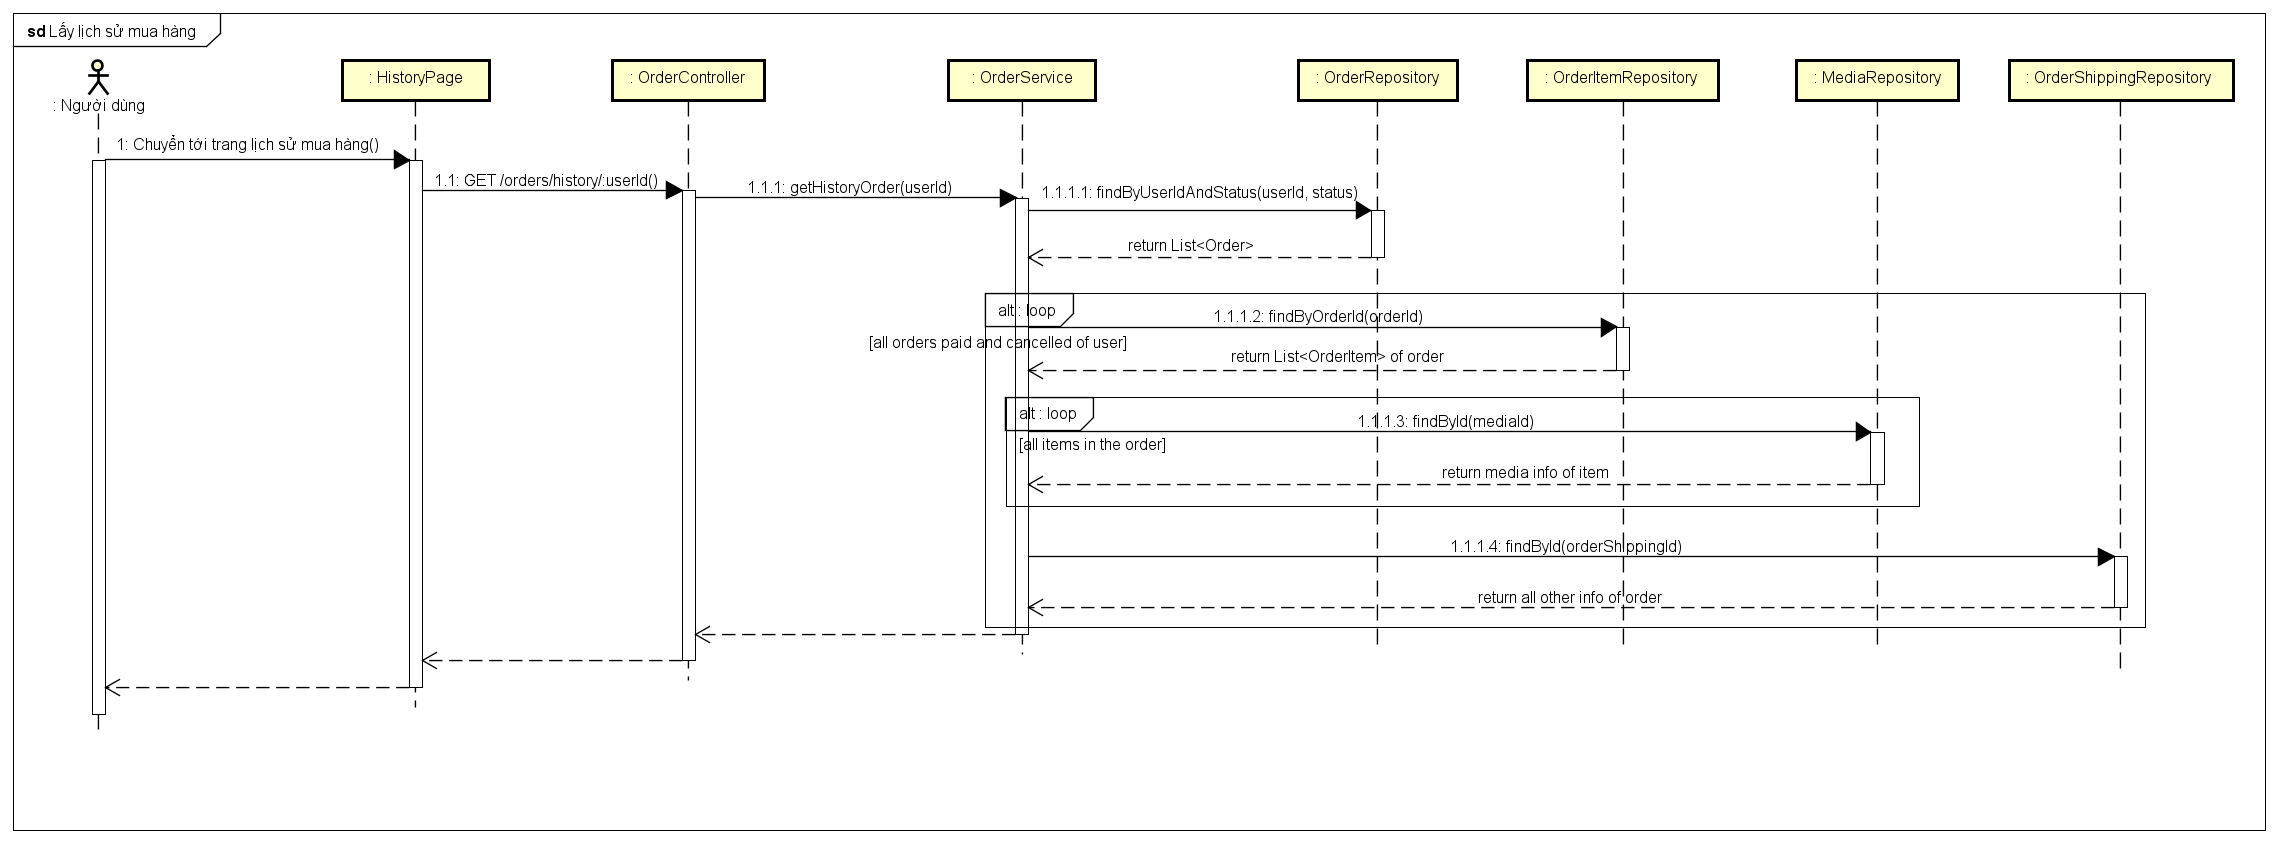 sd Lấy lịch sử mua hàng
: Người dùng
: HistoryPage
: OrderController
: OrderService
: OrderRepository
: OrderItemRepository
: MediaRepository
: OrderShippingRepository
1: Chuyển tới trang lịch sử mua hàng()
1.1: GET /orders/history/:userId()
1.1.1: getHistoryOrder(userId)
1.1.1.1: findByUserIdAndStatus(userId, status)
return List<Order>
alt : loop
1.1.1.2: findByOrderId(orderId)
[all orders paid and cancelled of user]
return List<OrderItem> of order
alt : loop
1.1.1.3: findById(mediaId)
[all items in the order]
return media info of item
1.1.1.4: findById(orderShippingId)
return all other info of order